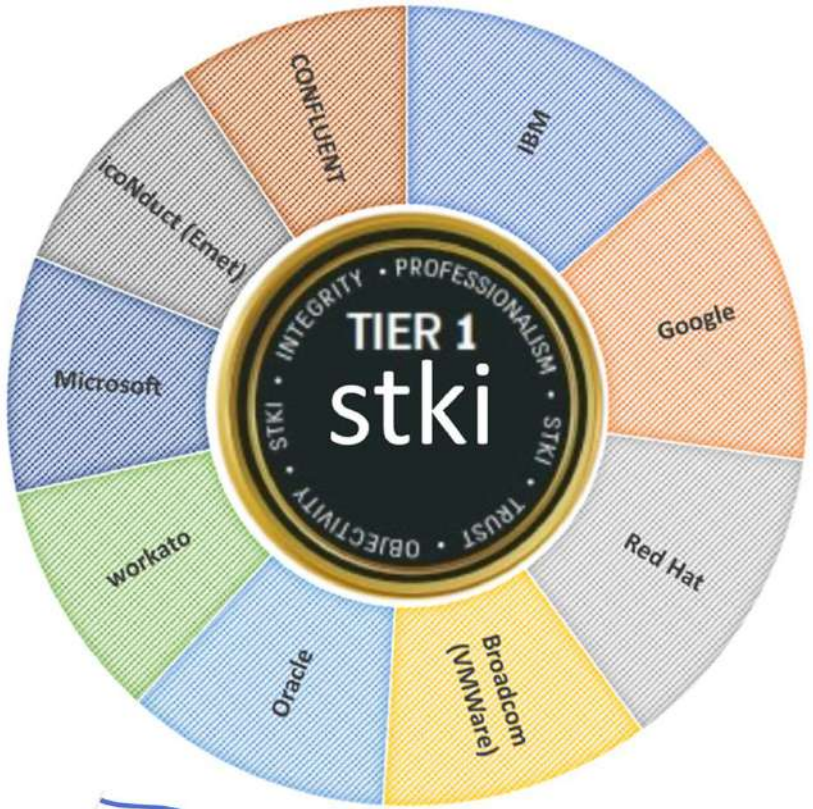 IBM
Google
Red Hat
Broadcom
(VMWare)
Oracle
workato
Microsoft
icoNduct (Emet)
CONFLUENT
• PROFESSIONALISM • STKI • TRUST • OBJECTIVITY • STKI • INTEGRITY
TIER 1
stki